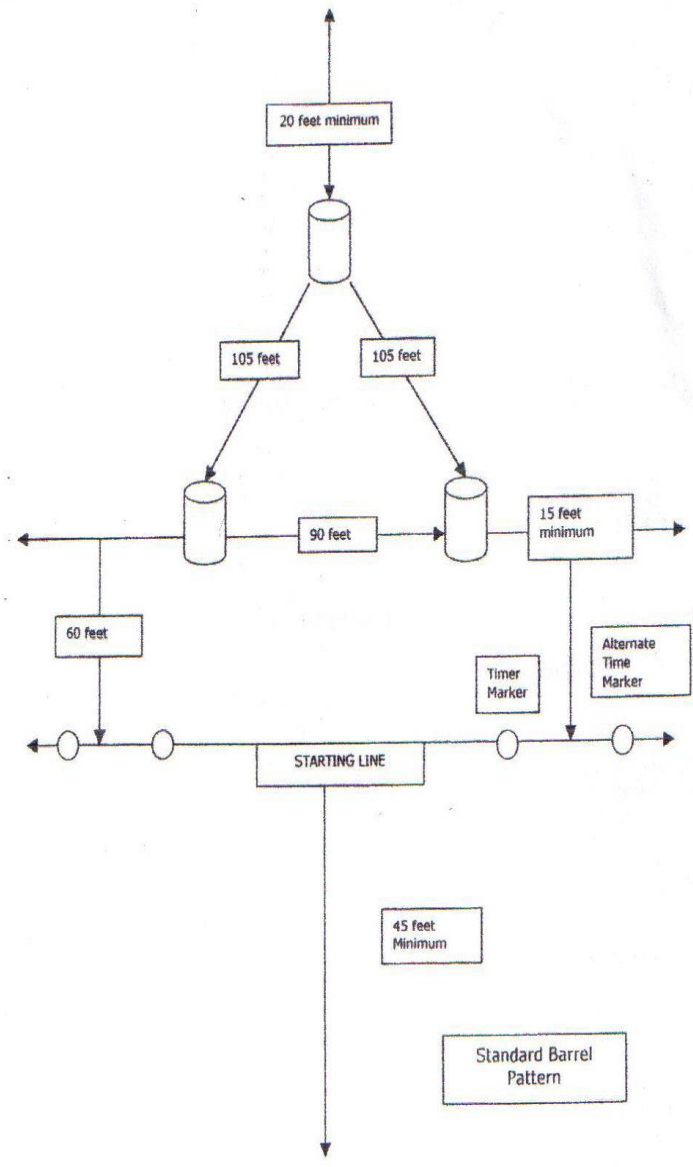 20 feet minimum
105 feet
105 feet
90 feet
15 feet
minimum
60 feet
Timer
Marker
Alternate
Time
Marker
STARTING LINE
45 feet
Minimum
Standard Barrel
Pattern